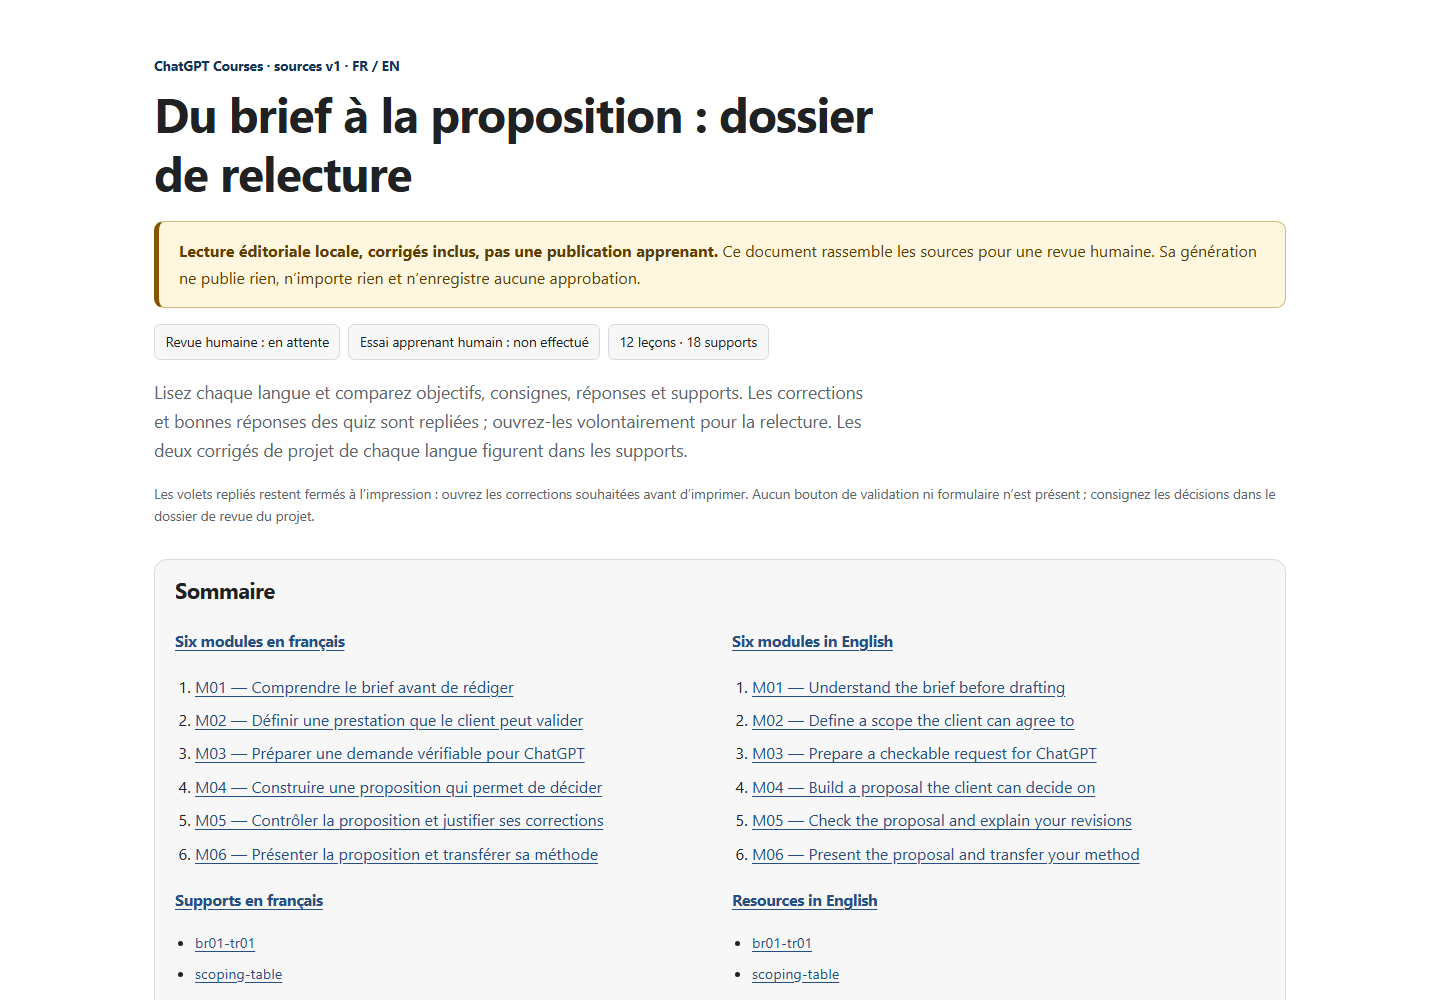 ChatGPT Courses · sources v1 · FR / EN
Du brief à la proposition : dossier
de relecture
Lecture éditoriale locale, corrigés inclus, pas une publication apprenant. Ce document rassemble les sources pour une revue humaine. Sa génération
ne publie rien, n’importe rien et n’enregistre aucune approbation.
Revue humaine : en attente
Essai apprenant humain : non effectué
12 leçons · 18 supports
Lisez chaque langue et comparez objectifs, consignes, réponses et supports. Les corrections
et bonnes réponses des quiz sont repliées ; ouvrez-les volontairement pour la relecture. Les
deux corrigés de projet de chaque langue figurent dans les supports.
Les volets repliés restent fermés à l’impression : ouvrez les corrections souhaitées avant d’imprimer. Aucun bouton de validation ni formulaire n’est présent ; consignez les décisions dans le
dossier de revue du projet.
Sommaire
Six modules en français
1. M01 — Comprendre le brief avant de rédiger
2. M02 — Définir une prestation que le client peut valider
3. M03 — Préparer une demande vérifiable pour ChatGPT
4. M04 — Construire une proposition qui permet de décider
5. M05 — Contrôler la proposition et justifier ses corrections
6. M06 — Présenter la proposition et transférer sa méthode
Supports en français
• br01-tr01
• scoping-table
Six modules in English
1. M01 — Understand the brief before drafting
2. M02 — Define a scope the client can agree to
3. M03 — Prepare a checkable request for ChatGPT
4. M04 — Build a proposal the client can decide on
5. M05 — Check the proposal and explain your revisions
6. M06 — Present the proposal and transfer your method
Resources in English
• br01-tr01
• scoping-table